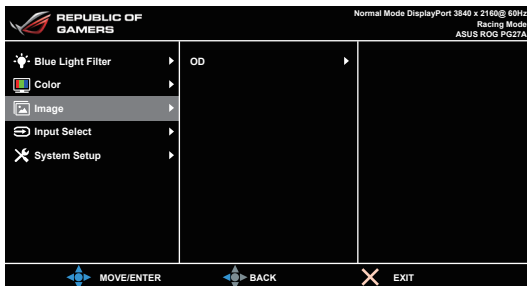 REPUBLIC OF
GAMERS
Normal Mode DisplayPort 3840 x 2160@ 60Hz
Racing Mode
ASUS ROG PG27A
Blue Light Filter
OD
Color
Image
Input Select
System Setup
MOVE/ENTER
BACK
EXIT